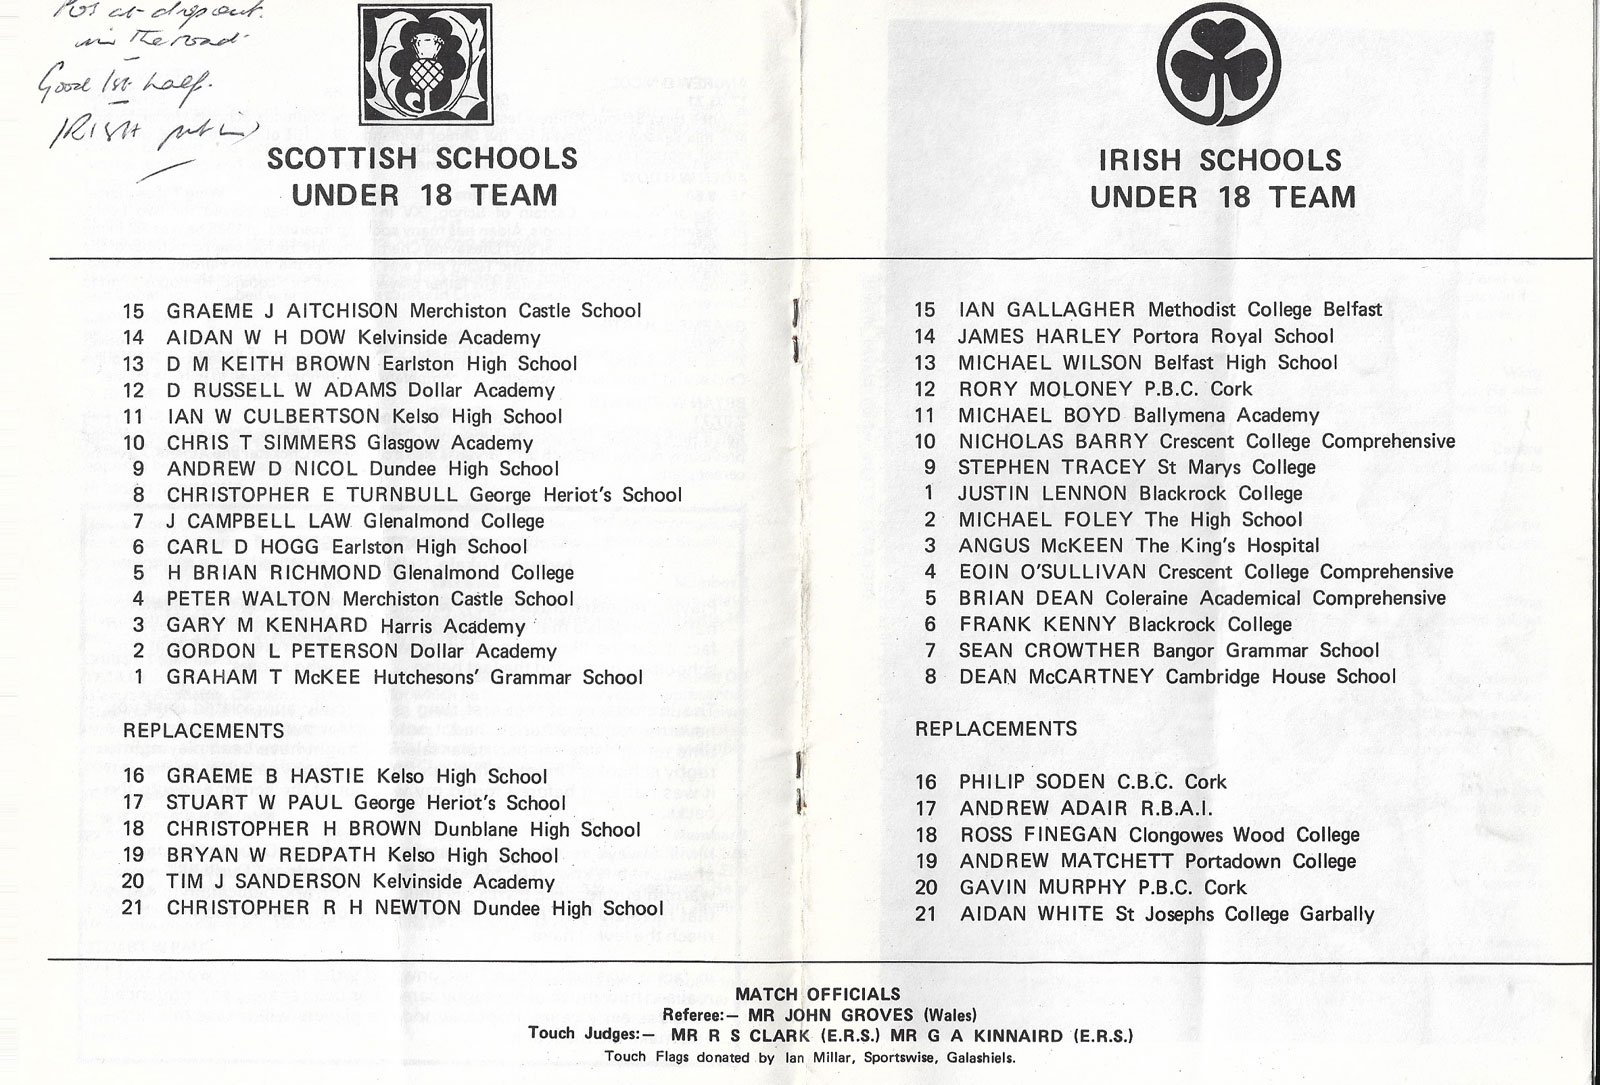 in the road.
Good 1st half.
IRISH put in
SCOTTISH SCHOOLS
UNDER 18 TEAM
15 GRAEME J AITCHISON Merchiston Castle School
14 AIDAN W H DOW Kelvinside Academy
13 D M KEITH BROWN Earlston High School
12 D RUSSELL W ADAMS Dollar Academy
11 IAN W CULBERTSON Kelso High School
10 CHRIS T SIMMERS Glasgow Academy
9 ANDREW D NICOL Dundee High School
8 CHRISTOPHER E TURNBULL George Heriot's School
7 J CAMPBELL LAW Glenalmond College
6 CARL D HOGG Earlston High School
5 H BRIAN RICHMOND Glenalmond College
4 PETER WALTON Merchiston Castle School
3 GARY M KENHARD Harris Academy
2 GORDON L PETERSON Dollar Academy
1 GRAHAM T McKEE Hutchesons' Grammar School
REPLACEMENTS
16 GRAEME B HASTIE Kelso High School
17 STUART W PAUL George Heriot's School
18 CHRISTOPHER H BROWN Dunblane High School
19 BRYAN W REDPATH Kelso High School
20 TIM J SANDERSON Kelvinside Academy
21 CHRISTOPHER R H NEWTON Dundee High School
IRISH SCHOOLS
UNDER 18 TEAM
15 IAN GALLAGHER Methodist College Belfast
14 JAMES HARLEY Portora Royal School
13 MICHAEL WILSON Belfast High School
12 RORY MOLONEY P.B.C. Cork
11 MICHAEL BOYD Ballymena Academy
10 NICHOLAS BARRY Crescent College Comprehensive
9 STEPHEN TRACEY St Marys College
1 JUSTIN LENNON Blackrock College
2 MICHAEL FOLEY The High School
3 ANGUS McKEEN The King's Hospital
4 EOIN O'SULLIVAN Crescent College Comprehensive
5 BRIAN DEAN Coleraine Academical Comprehensive
6 FRANK KENNY Blackrock College
7 SEAN CROWTHER Bangor Grammar School
8 DEAN McCARTNEY Cambridge House School
REPLACEMENTS
16 PHILIP SODEN C.B.C. Cork
17 ANDREW ADAIR R.B.A.I.
18 ROSS FINEGAN Clongowes Wood College
19 ANDREW MATCHETT Portadown College
20 GAVIN MURPHY P.B.C. Cork
21 AIDAN WHITE St Josephs College Garbally
MATCH OFFICIALS
Referee:— MR JOHN GROVES (Wales)
Touch Judges:— MR R S CLARK (E.R.S.) MR G A KINNAIRD (E.R.S.)
Touch Flags donated by Ian Millar, Sportswise, Galashiels.